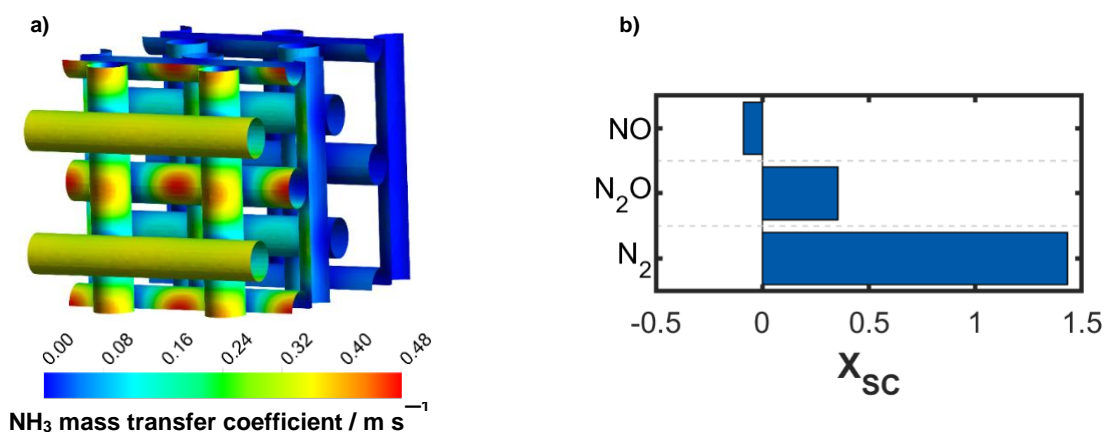 a)
0.00 0.08 0.16 0.24 0.32 0.40 0.48
NH₃ mass transfer coefficient / m s⁻¹
b)
NO
N₂O
N₂
-0.5 0 0.5 1 1.5
X_SC